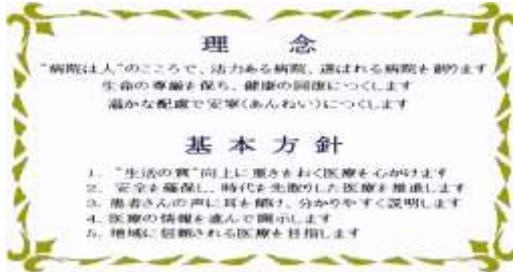 理 念
"病院は人"のこころで、活力ある病院、選ばれる病院を創ります
生命の尊厳を保ち、健康の回復につくします
温かな配慮で安寧(あんねい)につくします
基 本 方 針
1. "生活の質"向上に重きをおく医療を心がけます
2. 安全を確保し、時代を先取りした医療を推進します
3. 患者さんの声に耳を傾け、分かりやすく説明します
4. 医療の情報を進んで開示します
5. 地域に信頼される医療を目指します